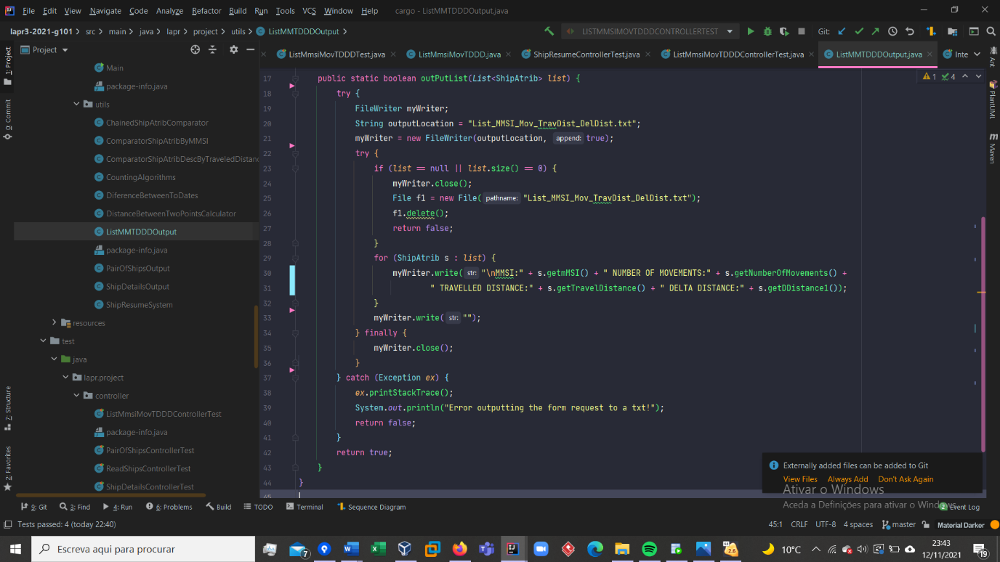 File Edit View Navigate Code Analyze Refactor Build Run Tools VCS Window Help cargo - ListMMTDDDOutput.java
lapr3-2021-g101 > src > main > java > lapr > project > utils > ListMMTDDDOutput > LISTMMSIMOVTDDDCONTROLLERTEST Git:
Project
ListMmsiMovTDDDTest.java ListMmsiMovTDDD.java ShipResumeControllerTest.java ListMmsiMovTDDDControllerTest.java ListMMTDDDOutput.java Inte
1: Project
0: Commit
7: Structure
2: Favorites
Ant
PlantUML
Maven
Main
package-info.java
utils
ChainedShipAtribComparator
ComparatorShipAtribByMMSI
ComparatorShipAtribDescByTraveledDistanc
CountingAlgorithms
DiferenceBetweenToDates
DistanceBetweenTwoPointsCalculator
ListMMTDDDOutput
package-info.java
PairOfShipsOutput
ShipDetailsOutput
ShipResumeSystem
resources
test
java
lapr.project
controller
ListMmsiMovTDDDControllerTest
package-info.java
PairOfShipsControllerTest
ReadShipsControllerTest
ShipDetailsControllerTest
1 4
17 public static boolean outPutList(List<ShipAtrib> list) {
18 try {
19 FileWriter myWriter;
20 String outputLocation = "List_MMSI_Mov_TravDist_DelDist.txt";
21 myWriter = new FileWriter(outputLocation, append: true);
22 try {
23 if (list == null || list.size() == 0) {
24 myWriter.close();
25 File f1 = new File( pathname: "List_MMSI_Mov_TravDist_DelDist.txt");
26 f1.delete();
27 return false;
28 }
29 for (ShipAtrib s : list) {
30 myWriter.write( str: "\nMMSI:" + s.getmMSI() + " NUMBER OF MOVEMENTS:" + s.getNumberOfMovements() +
31 " TRAVELLED DISTANCE:" + s.getTravelDistance() + " DELTA DISTANCE:" + s.getDDistance1());
32 }
33 myWriter.write( str: "");
34 } finally {
35 myWriter.close();
36 }
37 } catch (Exception ex) {
38 ex.printStackTrace();
39 System.out.println("Error outputting the form request to a txt!");
40 return false;
41 }
42 return true;
43 }
44 }
45
Externally added files can be added to Git
View Files Always Add Don't Ask Again
Ativar o Windows
Aceda a Definições para ativar o Windows
9: Git 3: Find 4: Run 6: Problems Build TODO Terminal Sequence Diagram 2 Event Log
Tests passed: 4 (today 22:40) 45:1 CRLF UTF-8 4 spaces master Material Darker
Escreva aqui para procurar 7 2.6 10°C 23:43
12/11/2021 19